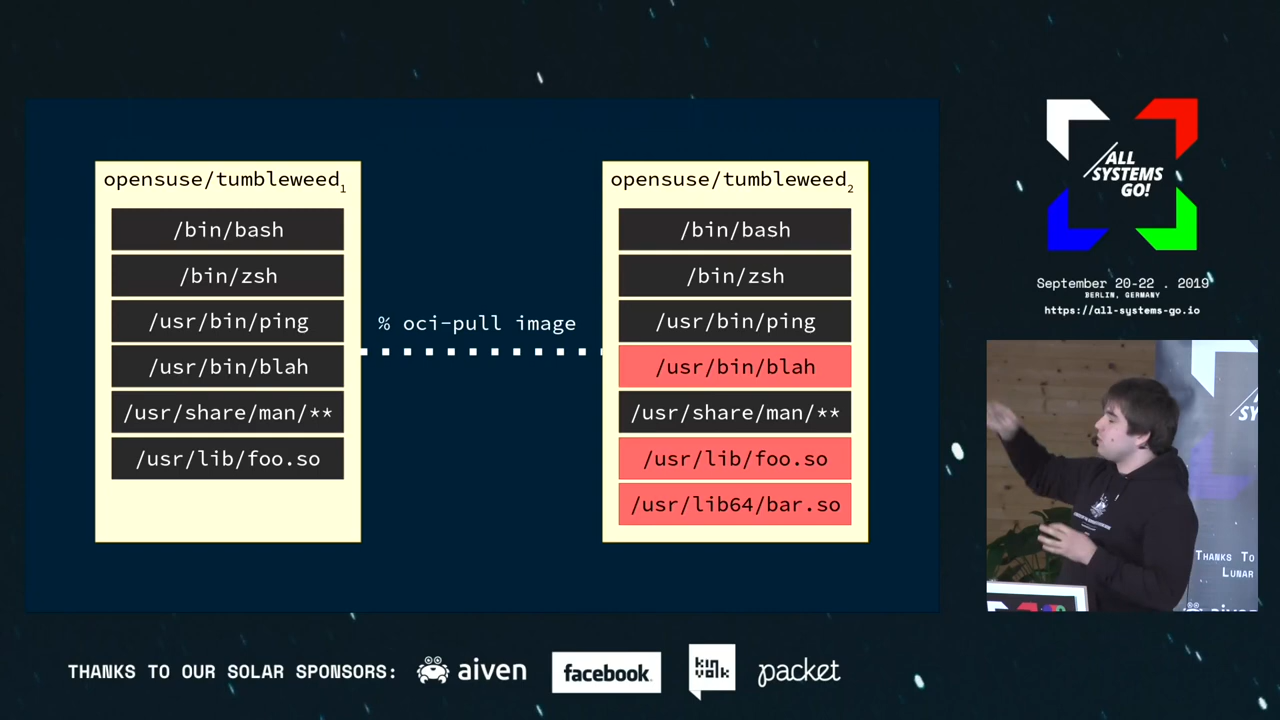 opensuse/tumbleweed1
/bin/bash
/bin/zsh
/usr/bin/ping
/usr/bin/blah
/usr/share/man/**
/usr/lib/foo.so
% oci-pull image
opensuse/tumbleweed2
/bin/bash
/bin/zsh
/usr/bin/ping
/usr/bin/blah
/usr/share/man/**
/usr/lib/foo.so
/usr/lib64/bar.so
ALL
SYSTEMS
GO!
September 20-22 . 2019
BERLIN, GERMANY
https://all-systems-go.io
THANKS TO
LUNAR
aiven
THANKS TO OUR SOLAR SPONSORS:
aiven
facebook.
kinvolk
packet